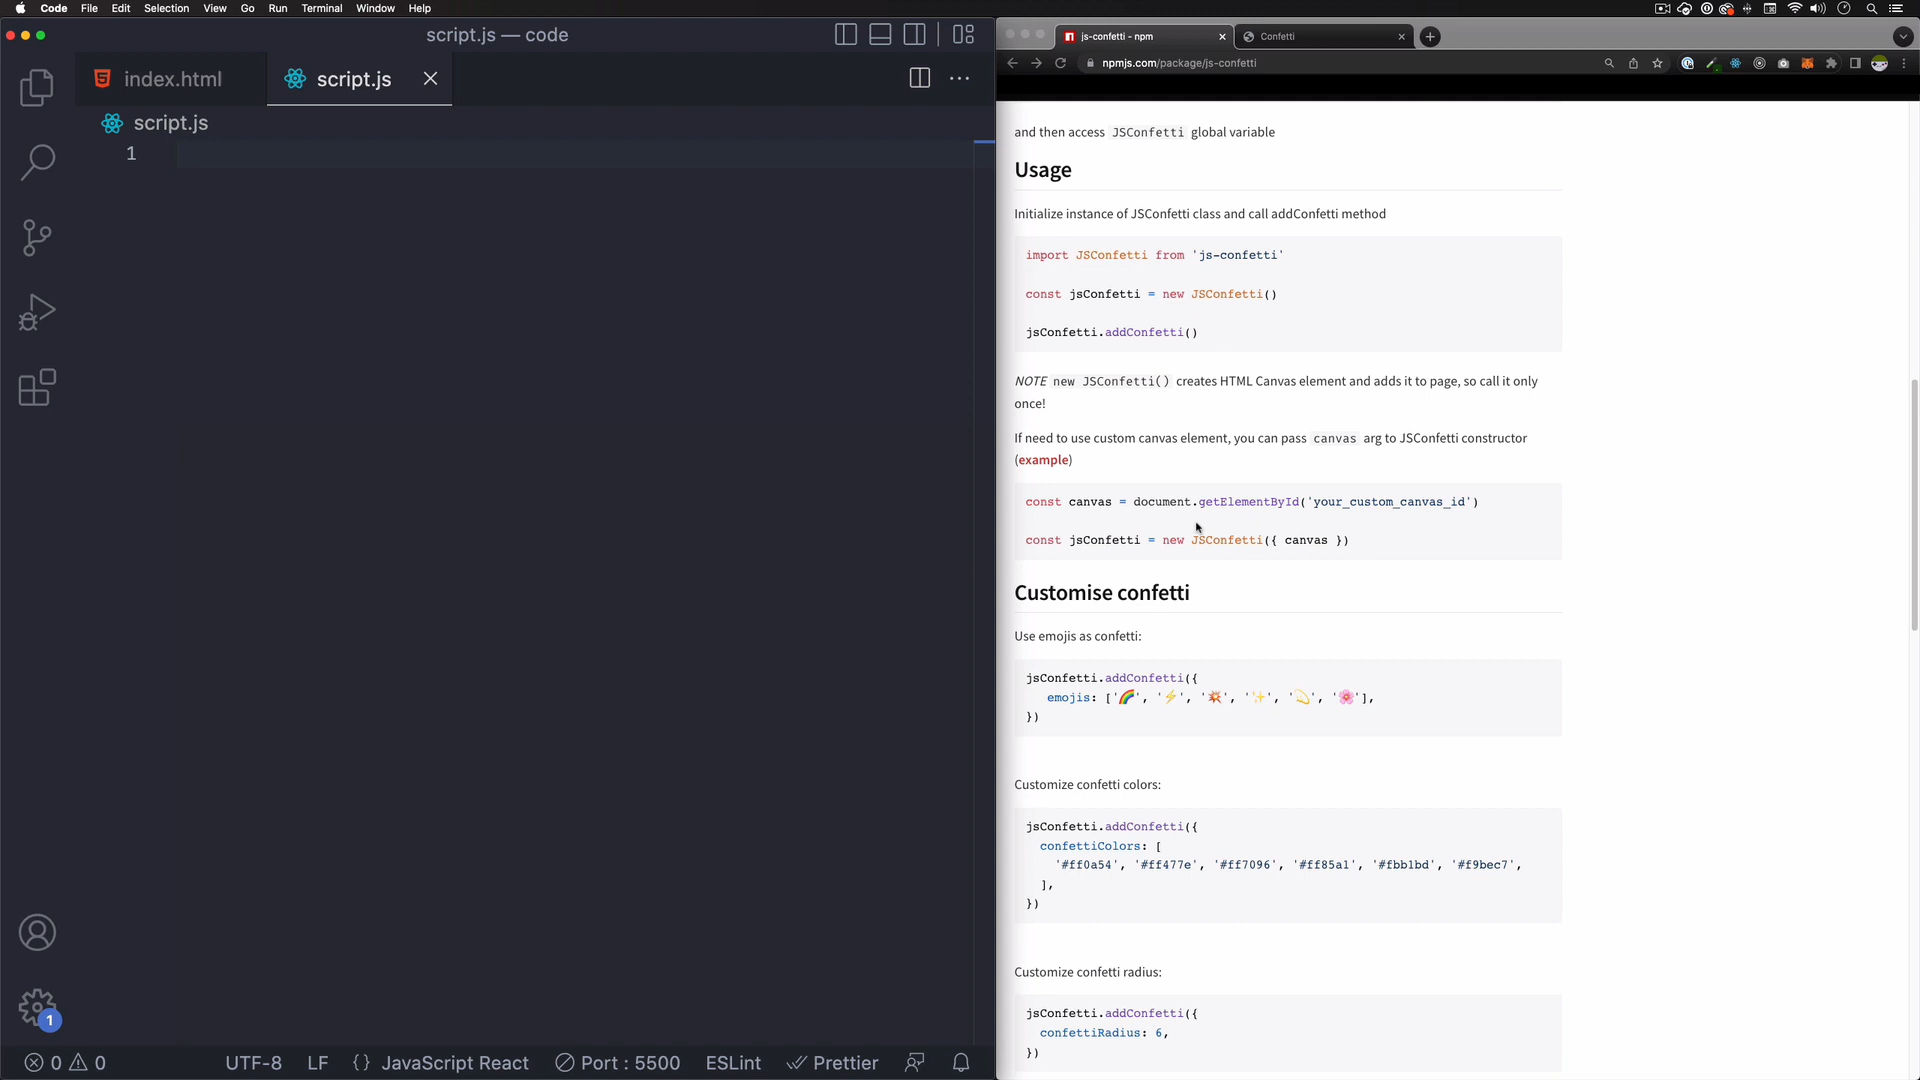 Code File Edit Selection View Go Run Terminal Window Help
script.js — code
index.html
script.js
script.js
1
1
0 0
UTF-8 LF {} JavaScript React Port : 5500 ESLint Prettier
js-confetti - npm
Confetti
npmjs.com/package/js-confetti
and then access JSConfetti global variable
Usage
Initialize instance of JSConfetti class and call addConfetti method
import JSConfetti from 'js-confetti'
const jsConfetti = new JSConfetti()
jsConfetti.addConfetti()
NOTE new JSConfetti() creates HTML Canvas element and adds it to page, so call it only
once!
If need to use custom canvas element, you can pass canvas arg to JSConfetti constructor
(example)
const canvas = document.getElementById('your_custom_canvas_id')
const jsConfetti = new JSConfetti({ canvas })
Customise confetti
Use emojis as confetti:
jsConfetti.addConfetti({
emojis: ['🌈', '⚡️', '💥', '✨', '💫', '🌸'],
})
Customize confetti colors:
jsConfetti.addConfetti({
confettiColors: [
'#ff0a54', '#ff477e', '#ff7096', '#ff85a1', '#fbb1bd', '#f9bec7',
],
})
Customize confetti radius:
jsConfetti.addConfetti({
confettiRadius: 6,
})